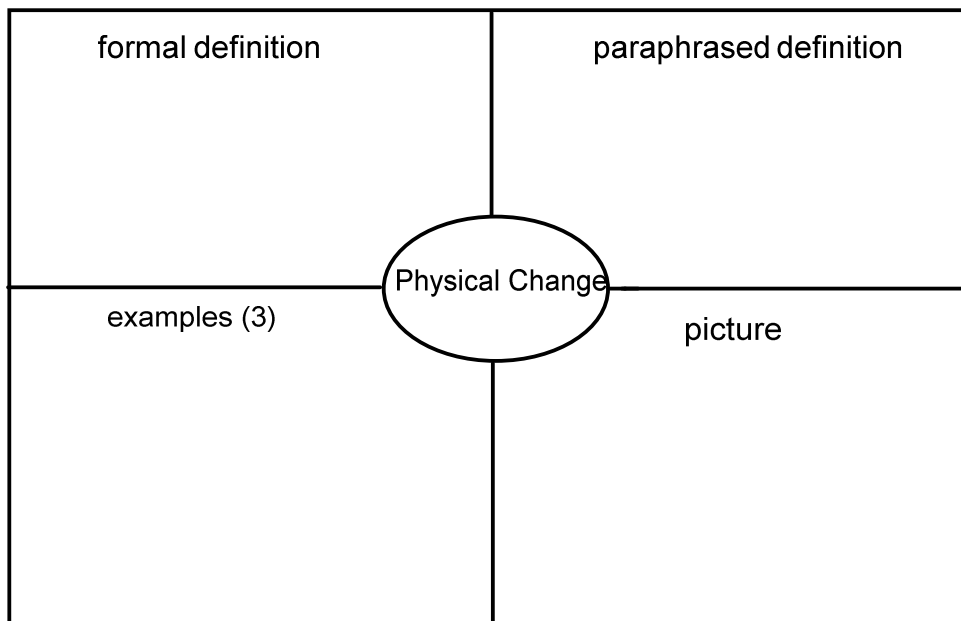 formal definition
paraphrased definition
Physical Change
examples (3)
picture